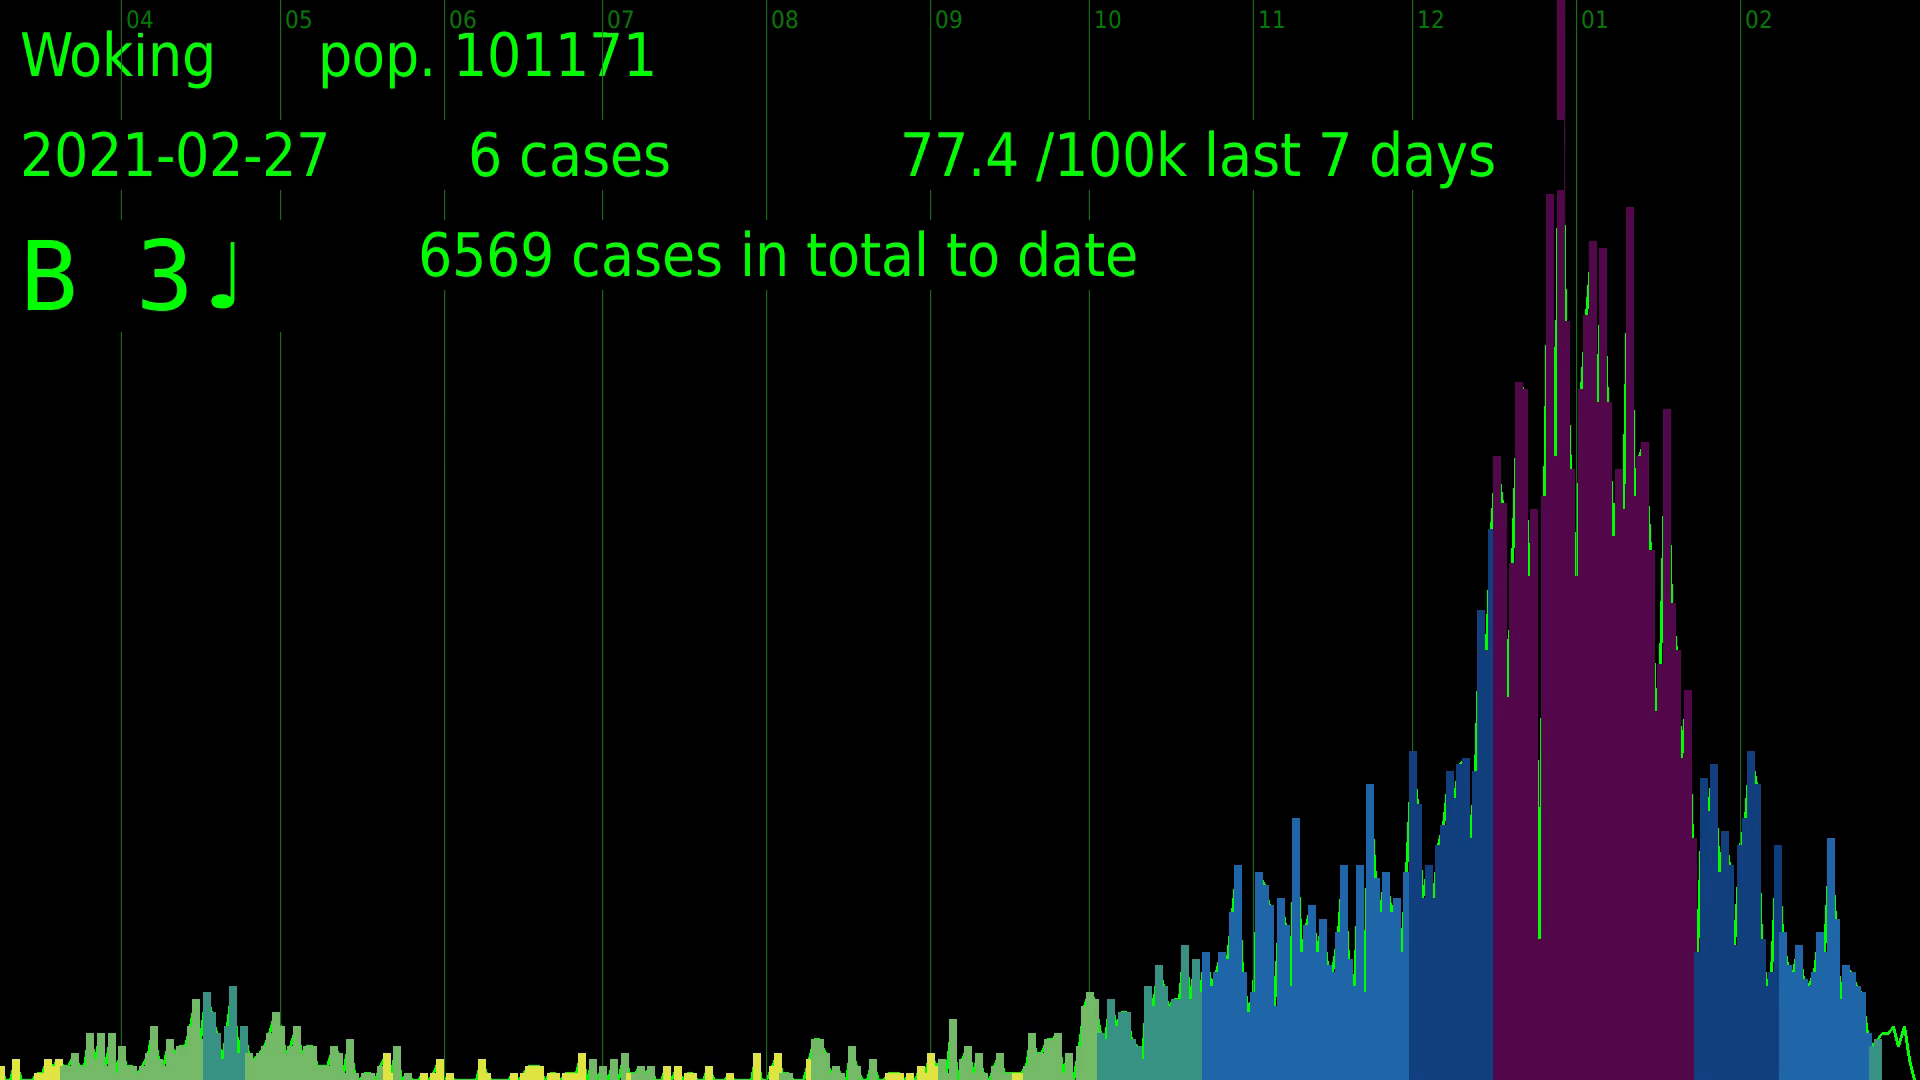 04 05 06 07 08 09 10 11 12 01 02
Woking pop. 101171
2021-02-27 6 cases 77.4 /100k last 7 days
B 3♩ 6569 cases in total to date